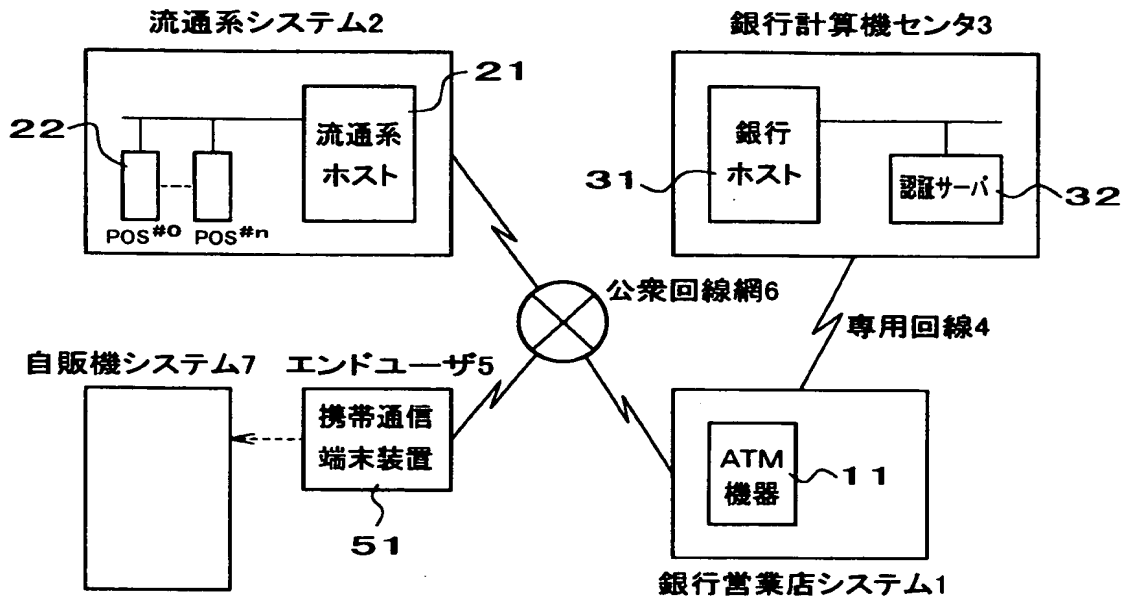 流通系システム2
銀行計算機センタ3
21
22
流通系
ホスト
POS#0
POS#n
銀行
ホスト
31
認証サーバ
32
公衆回線網6
専用回線4
自販機システム7
エンドユーザ5
携帯通信
端末装置
51
ATM
機器
11
銀行営業店システム1